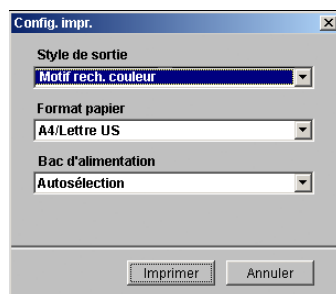 Config. impr.
Style de sortie
Motif rech. couleur
Format papier
A4/Lettre US
Bac d'alimentation
Autosélection
Imprimer Annuler